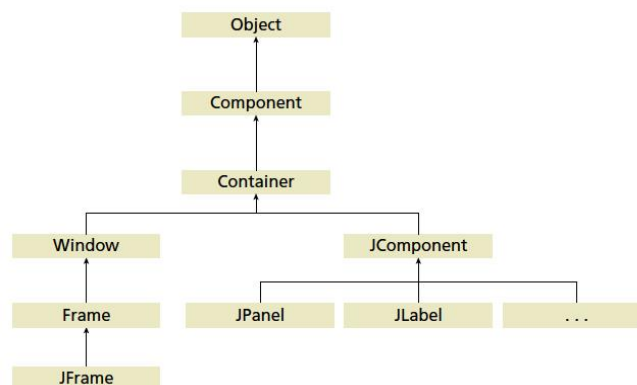 Object
Component
Container
Window
JComponent
Frame
JPanel
JLabel
. . .
JFrame